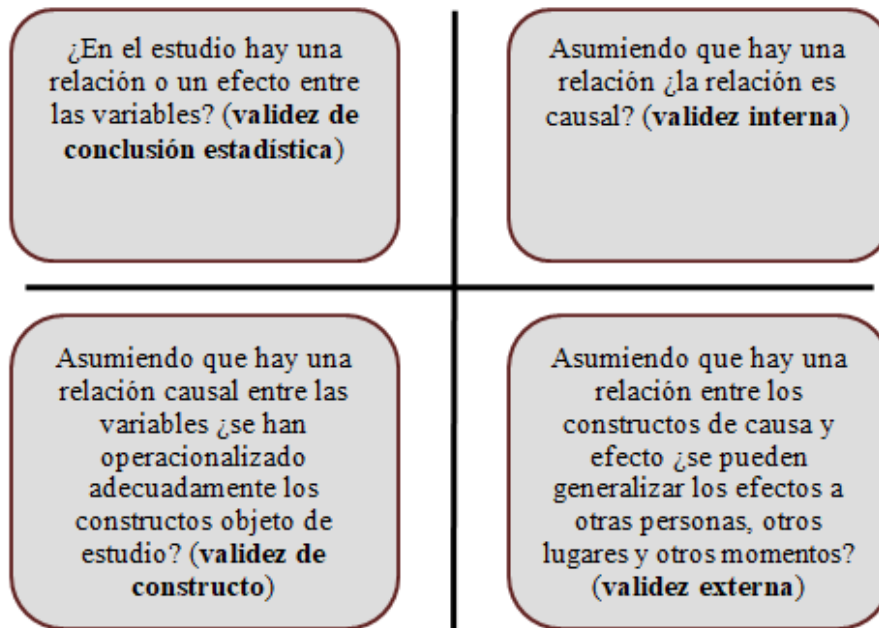 ¿En el estudio hay una
relación o un efecto entre
las variables? (validez de
conclusión estadística)
Asumiendo que hay una
relación ¿la relación es
causal? (validez interna)
Asumiendo que hay una
relación causal entre las
variables ¿se han
operacionalizado
adecuadamente los
constructos objeto de
estudio? (validez de
constructo)
Asumiendo que hay una
relación entre los
constructos de causa y
efecto ¿se pueden
generalizar los efectos a
otras personas, otros
lugares y otros momentos?
(validez externa)